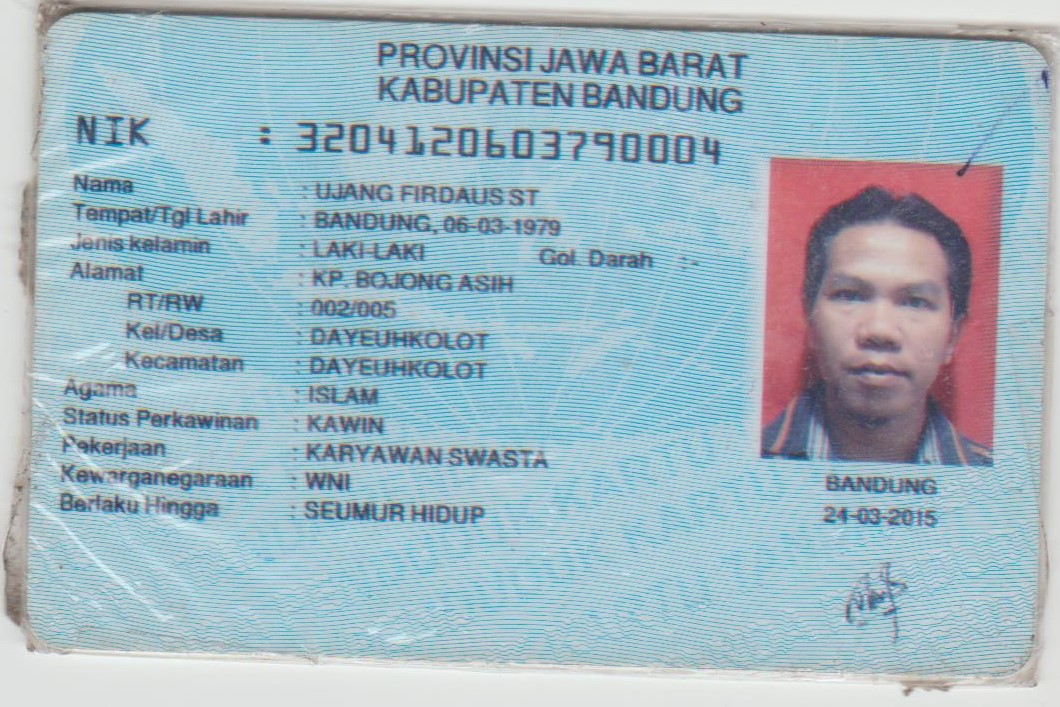 PROVINSI JAWA BARAT
KABUPATEN BANDUNG
NIK : 3204120603790004
Nama : UJANG FIRDAUS ST
Tempat/Tgl Lahir : BANDUNG, 06-03-1979
Jenis kelamin : LAKI-LAKI Gol. Darah : -
Alamat : KP. BOJONG ASIH
RT/RW : 002/005
Kel/Desa : DAYEUHKOLOT
Kecamatan : DAYEUHKOLOT
Agama : ISLAM
Status Perkawinan : KAWIN
Pekerjaan : KARYAWAN SWASTA
Kewarganegaraan : WNI
Berlaku Hingga : SEUMUR HIDUP
BANDUNG
24-03-2015